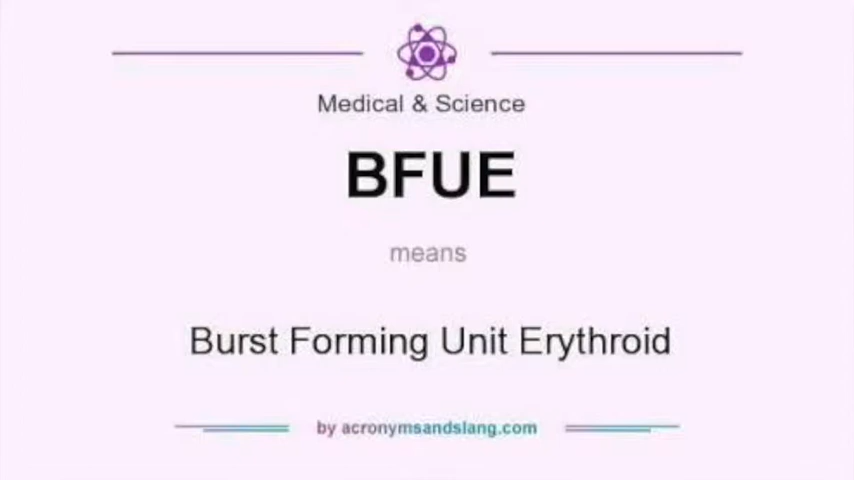 Medical & Science
BFUE
means
Burst Forming Unit Erythroid
by acronymsandslang.com